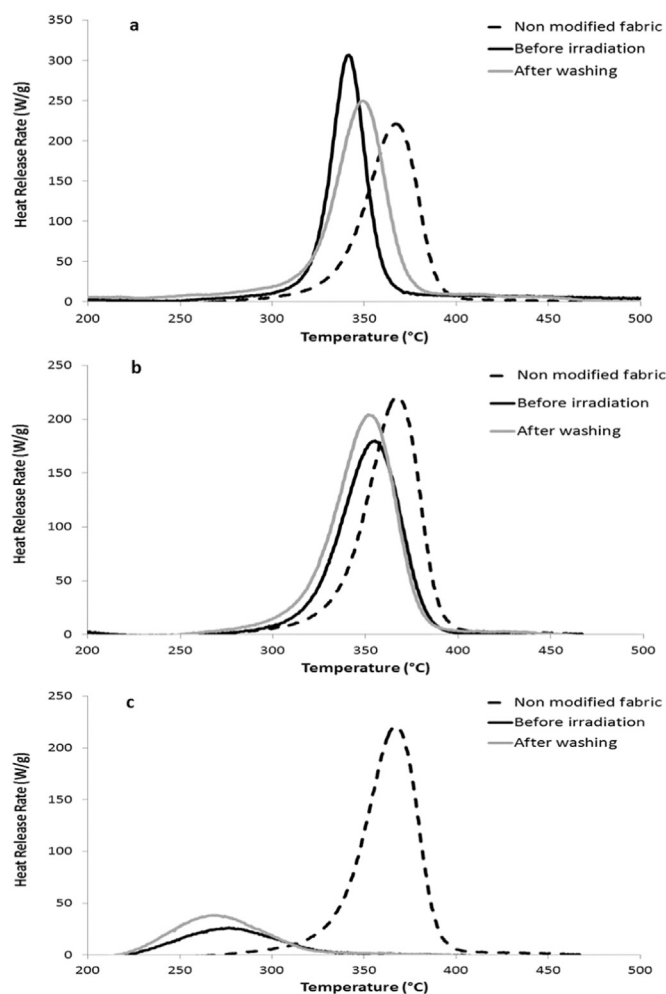 a
Heat Release Rate (W/g)
350
300
250
200
150
100
50
0
Non modified fabric
Before irradiation
After washing
200 250 300 350 400 450 500
Temperature (°C)
b
Heat Release Rate (W/g)
250
200
150
100
50
0
Non modified fabric
Before irradiation
After washing
200 250 300 350 400 450 500
Temperature (°C)
c
Heat Release Rate (W/g)
250
200
150
100
50
0
Non modified fabric
Before irradiation
After washing
200 250 300 350 400 450 500
Temperature (°C)